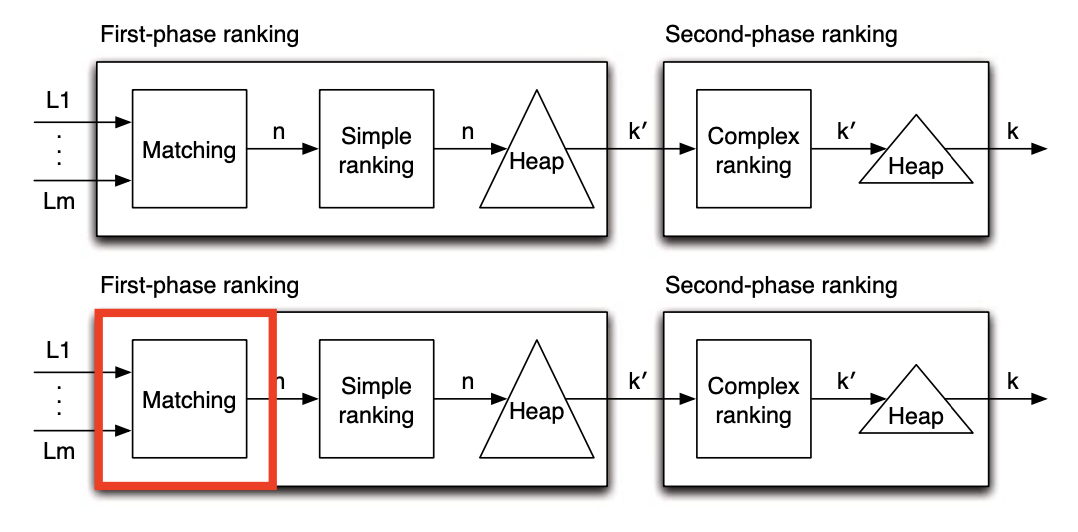 First-phase ranking
Second-phase ranking
L1
Lm
Matching
n
Simple
ranking
n
Heap
k′
Complex
ranking
k′
Heap
k
First-phase ranking
Second-phase ranking
L1
Lm
Matching
n
Simple
ranking
n
Heap
k′
Complex
ranking
k′
Heap
k